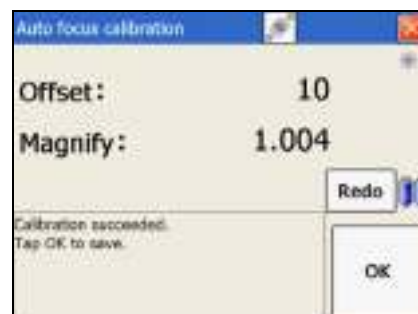 Auto focus calibration
Offset: 10
Magnify: 1.004
Redo
Calibration succeeded.
Tap OK to save.
OK